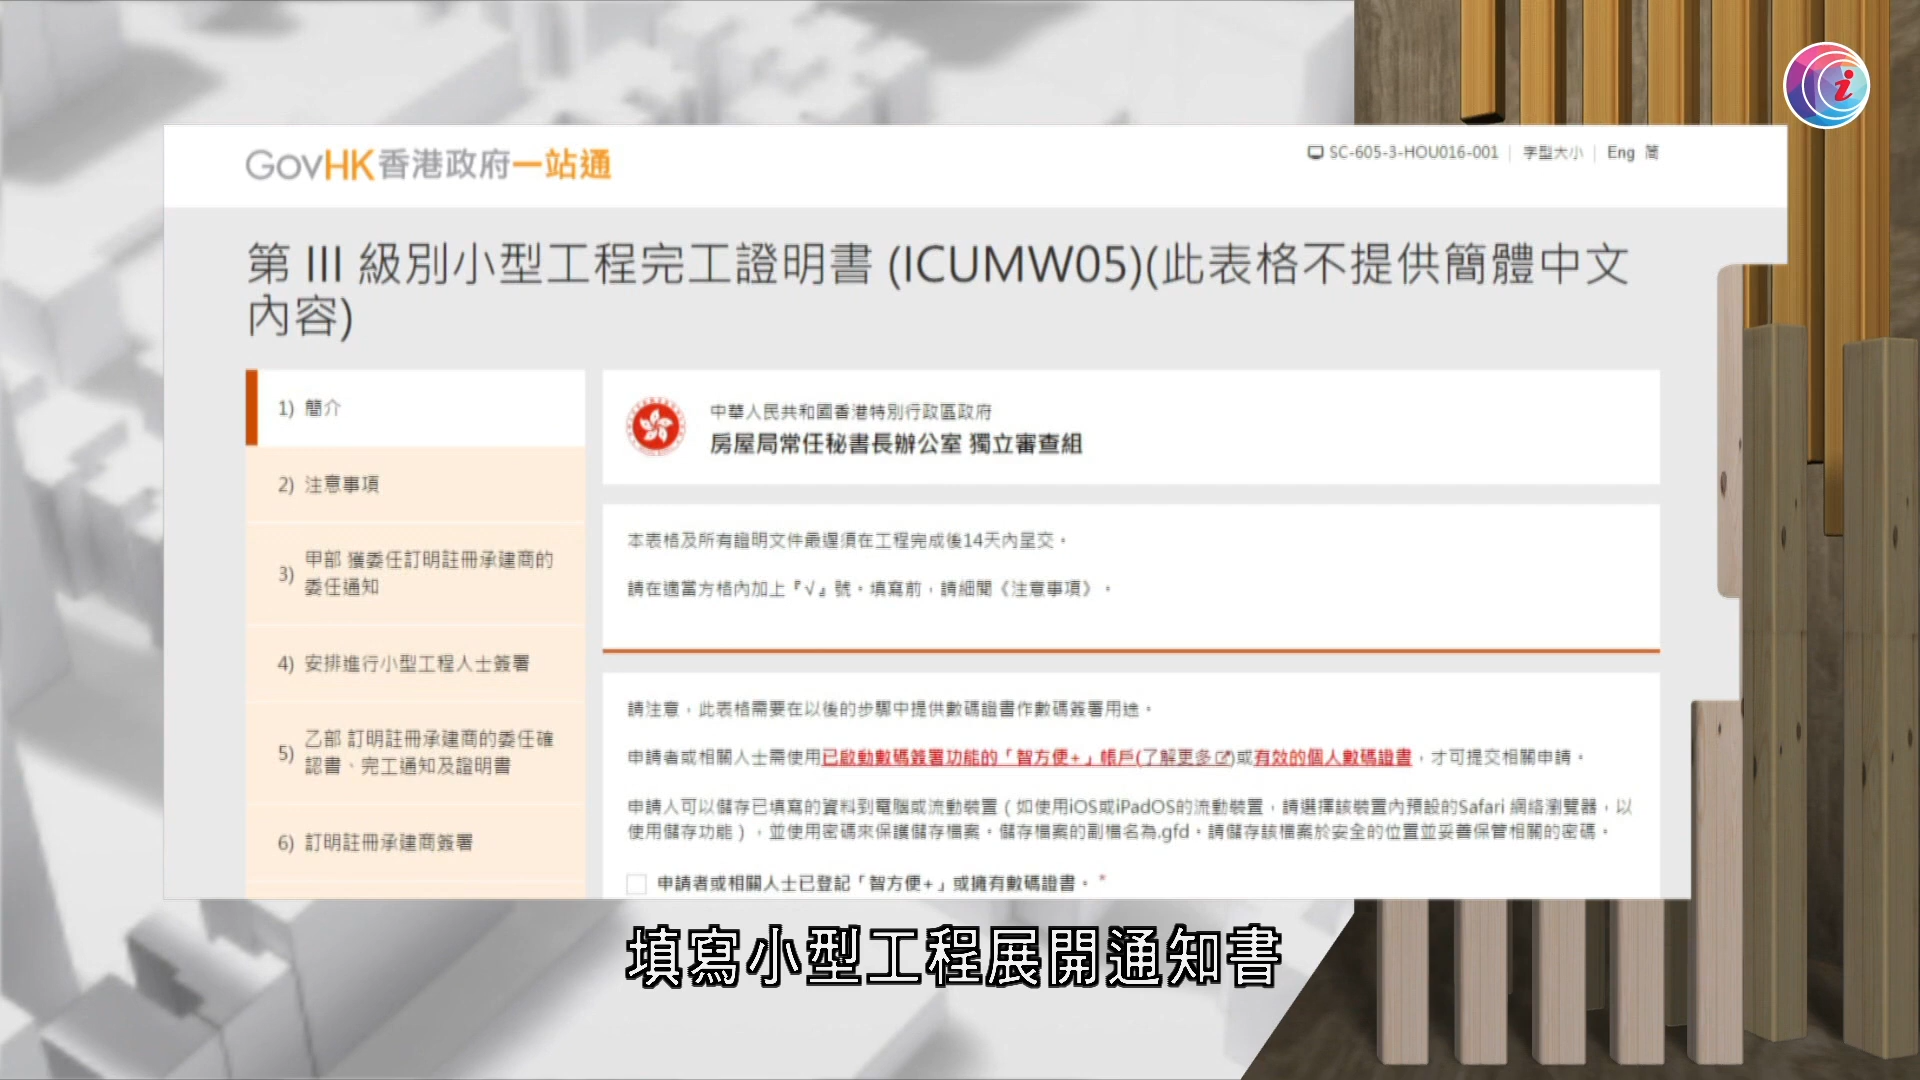 GovHK香港政府一站通
SC-605-3-HOU016-001 | 字型大小 | Eng 簡
第 III 級別小型工程完工證明書 (ICUMW05)(此表格不提供簡體中文
內容)
1) 簡介
2) 注意事項
3) 甲部 獲委任訂明註冊承建商的
委任通知
4) 安排進行小型工程人士簽署
5) 乙部 訂明註冊承建商的委任確
認書、完工通知及證明書
6) 訂明註冊承建商簽署
中華人民共和國香港特別行政區政府
房屋局常任秘書長辦公室 獨立審查組
本表格及所有證明文件最遲須在工程完成後14天內呈交。
請在適當方格內加上『√』號。填寫前，請細閱《注意事項》。
請注意，此表格需要在以後的步驟中提供數碼證書作數碼簽署用途。
申請者或相關人士需使用已啟動數碼簽署功能的「智方便+」帳戶(了解更多)或有效的個人數碼證書，才可提交相關申請。
申請人可以儲存已填寫的資料到電腦或流動裝置（如使用iOS或iPadOS的流動裝置，請選擇該裝置內預設的Safari 網絡瀏覽器，以
使用儲存功能），並使用密碼來保護儲存檔案。儲存檔案的副檔名為.gfd。請儲存該檔案於安全的位置並妥善保管相關的密碼。
申請者或相關人士已登記「智方便+」或擁有數碼證書。*
填寫小型工程展開通知書
i